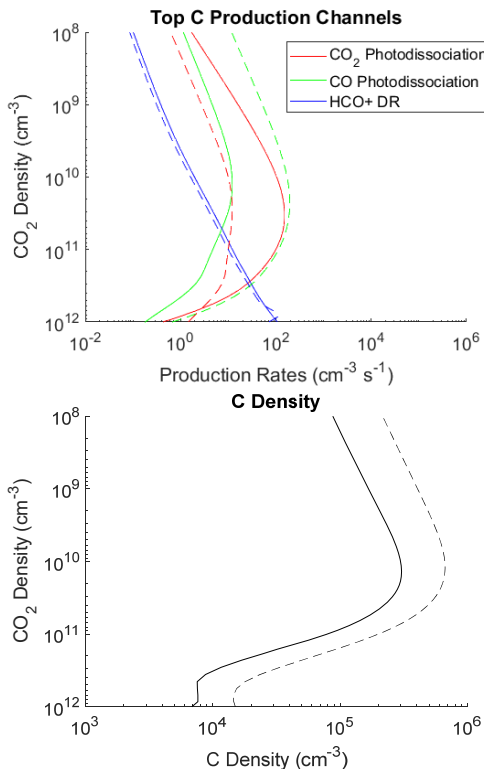 Top C Production Channels
10^8
10^9
10^10
10^11
10^12
CO2 Density (cm^-3)
CO2 Photodissociation
CO Photodissociation
HCO+ DR
10^-2 10^0 10^2 10^4 10^6
Production Rates (cm^-3 s^-1)
C Density
10^8
10^9
10^10
10^11
10^12
CO2 Density (cm^-3)
10^3 10^4 10^5 10^6
C Density (cm^-3)